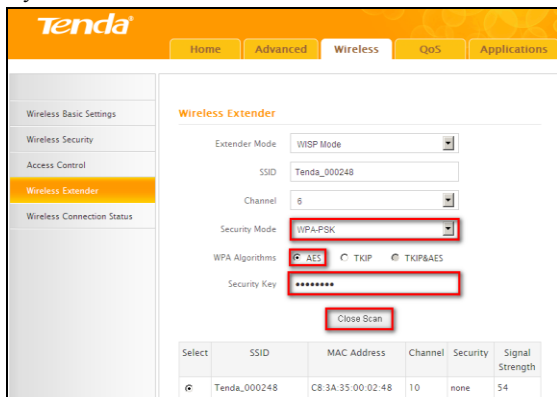 Tenda
Home Advanced Wireless QoS Applications
Wireless Basic Settings
Wireless Security
Access Control
Wireless Extender
Wireless Connection Status
Wireless Extender
Extender Mode WISP Mode
SSID Tenda_000248
Channel 6
Security Mode WPA-PSK
WPA Algorithms AES TKIP TKIP&AES
Security Key ••••••••
Close Scan
Select SSID MAC Address Channel Security Signal Strength
Tenda_000248 C8:3A:35:00:02:48 10 none 54